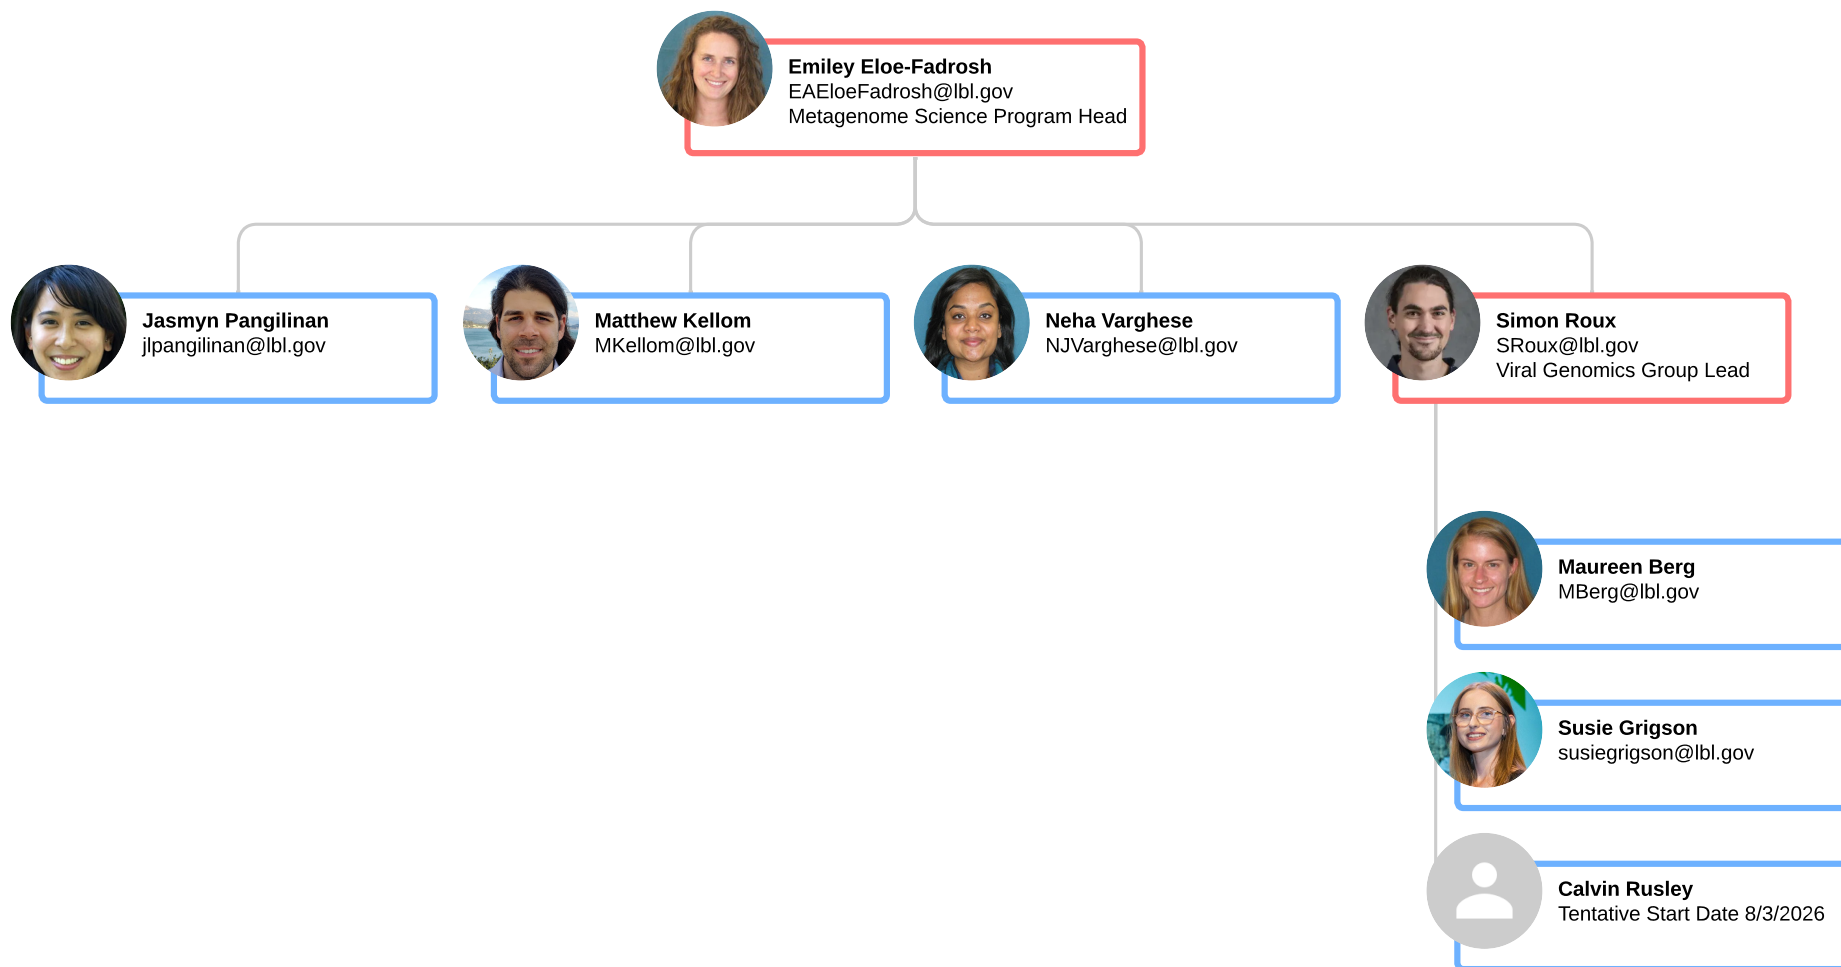 Emiley Eloe-Fadrosh
EAEloeFadrosh@lbl.gov
Metagenome Science Program Head
Jasmyn Pangilinan
jlpangilinan@lbl.gov
Matthew Kellom
MKellom@lbl.gov
Neha Varghese
NJVarghese@lbl.gov
Simon Roux
SRoux@lbl.gov
Viral Genomics Group Lead
Maureen Berg
MBerg@lbl.gov
Susie Grigson
susiegrigson@lbl.gov
Calvin Rusley
Tentative Start Date 8/3/2026